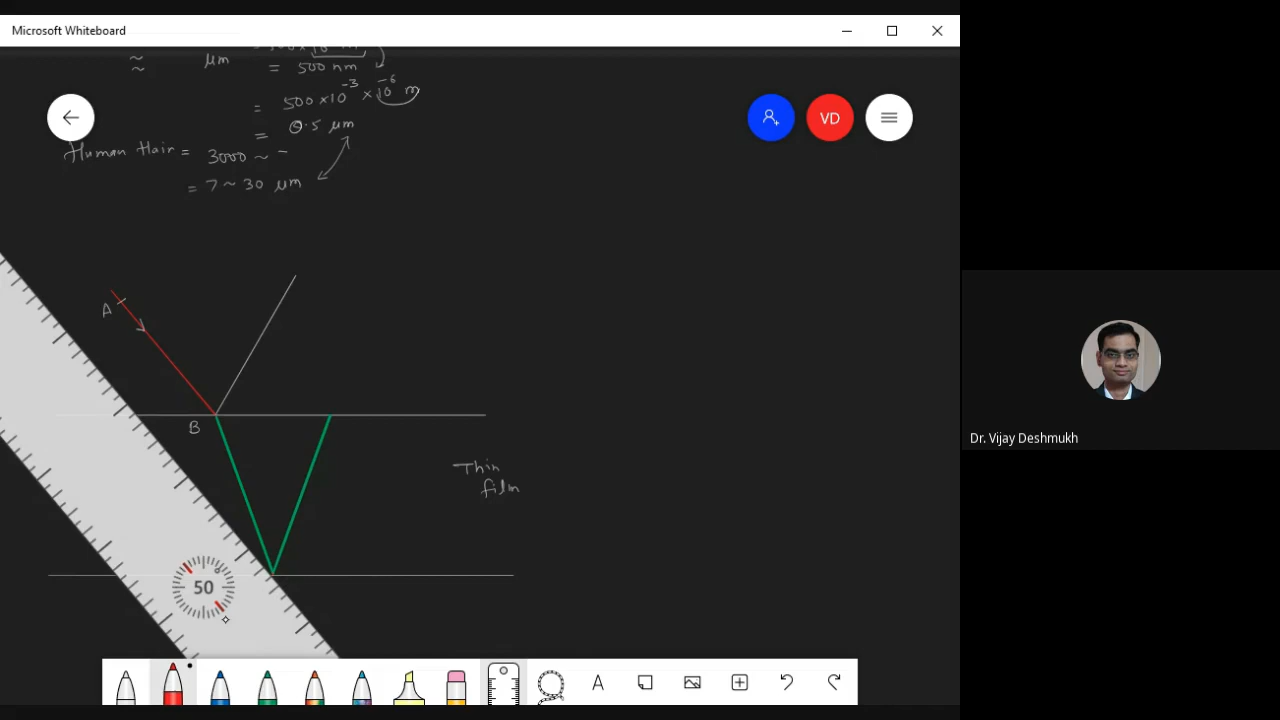 Microsoft Whiteboard
≈ μm
= 500 nm
= 500 × 10⁻³ × 10⁻⁶ m
= 0.5 μm
Human Hair = 3000 ~ -
= 7 ~ 30 μm
VD
A
B
Thin
film
50
Dr. Vijay Deshmukh
A